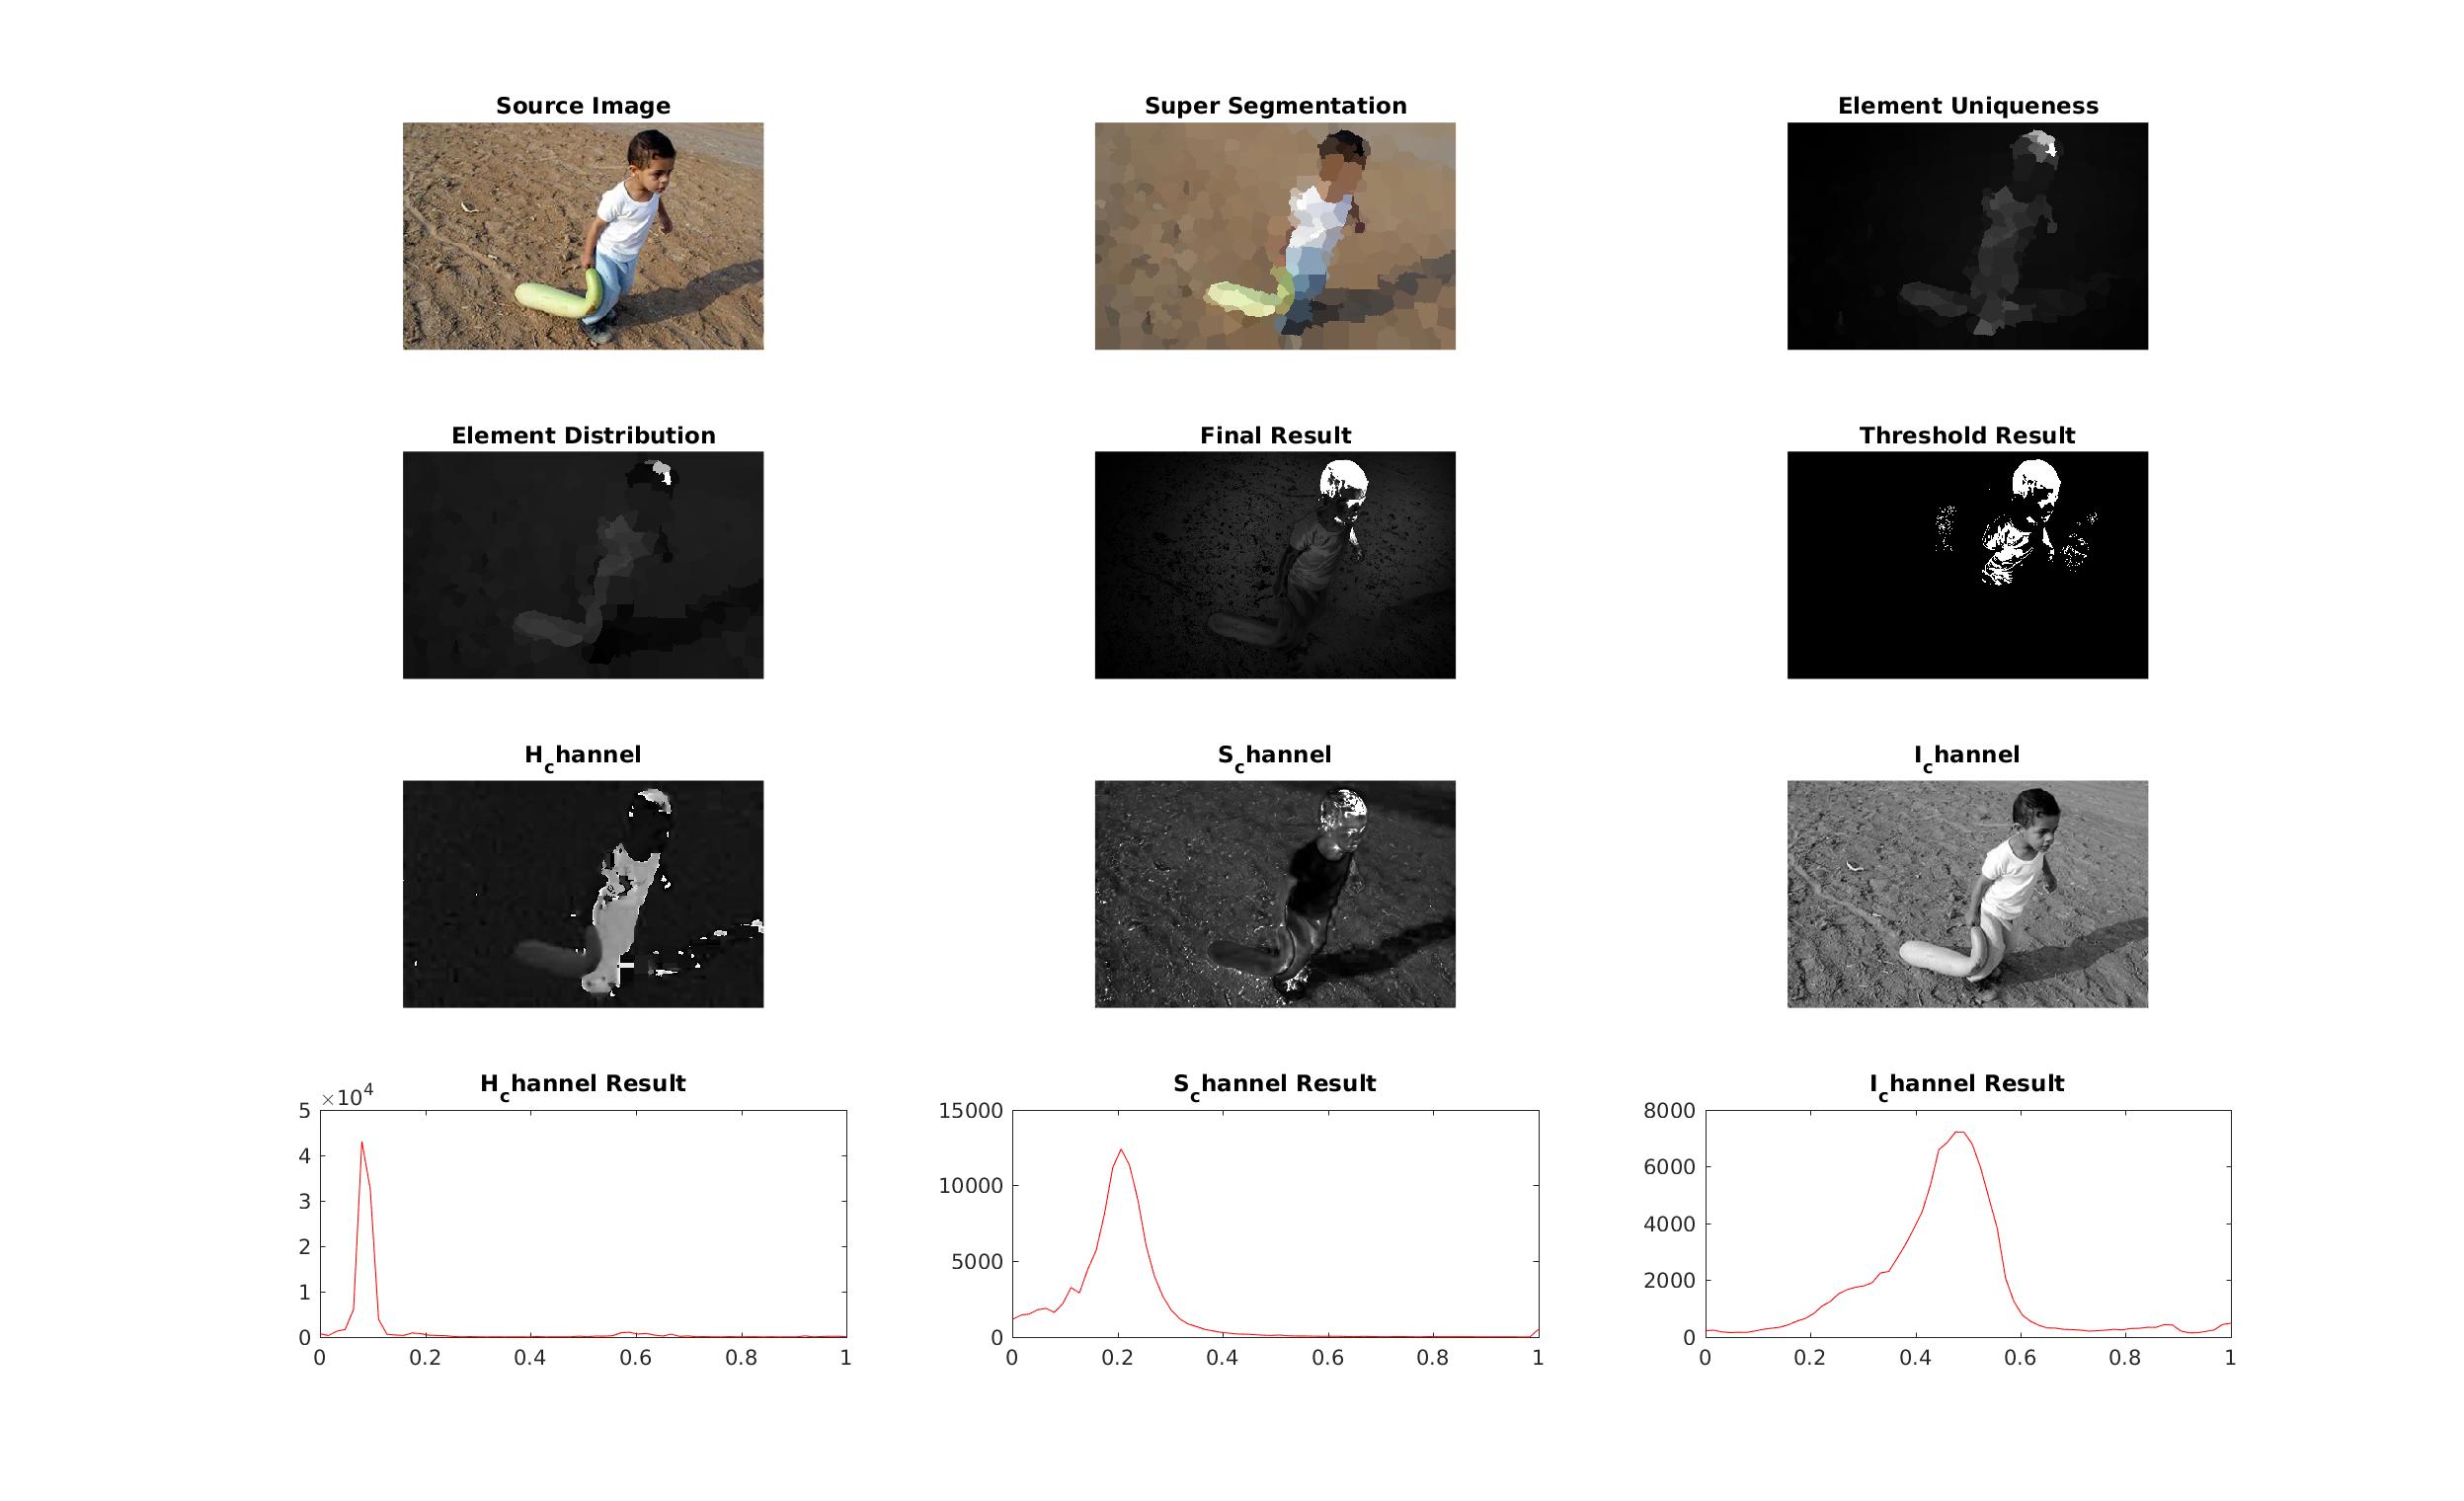 Source Image
Super Segmentation
Element Uniqueness
Element Distribution
Final Result
Threshold Result
H_channel
S_channel
I_channel
H_channel Result
S_channel Result
I_channel Result
×10^4
5
4
3
2
1
0
0 0.2 0.4 0.6 0.8 1
15000
10000
5000
0
0 0.2 0.4 0.6 0.8 1
8000
6000
4000
2000
0
0 0.2 0.4 0.6 0.8 1